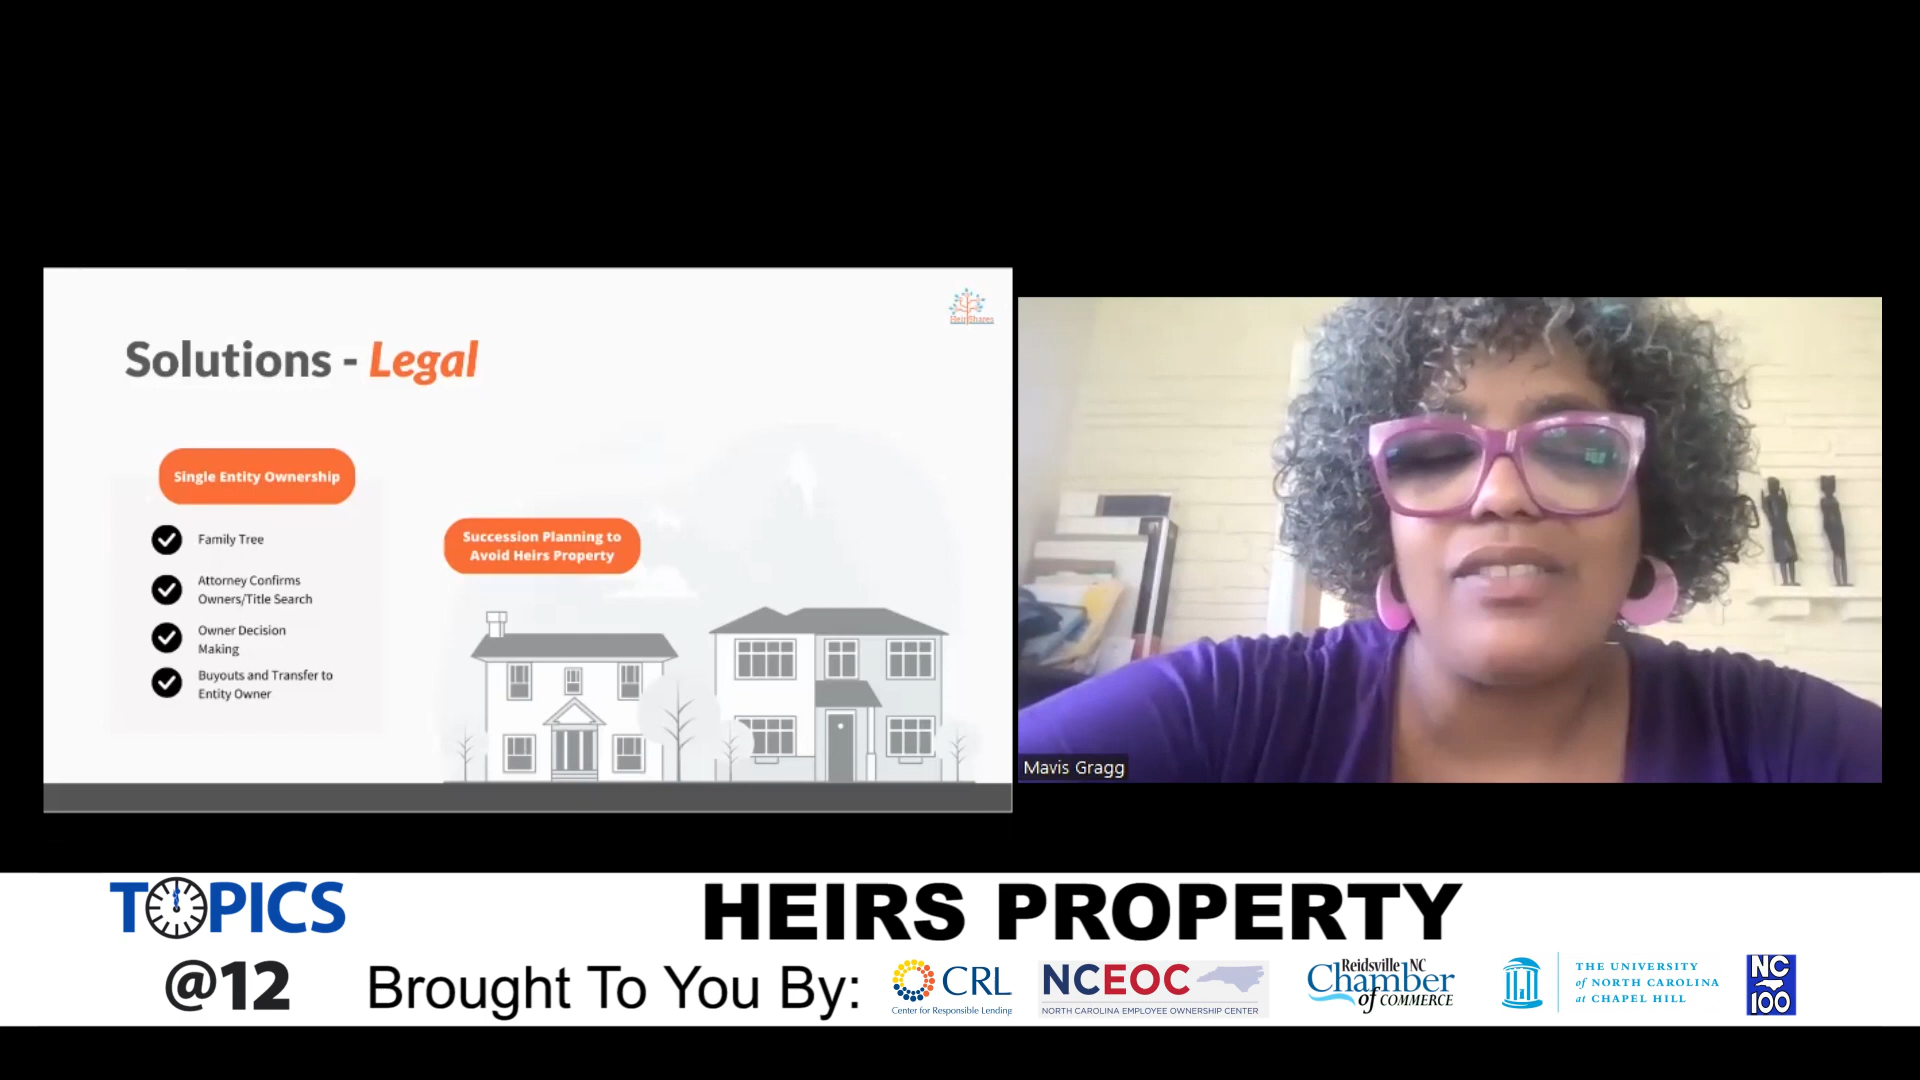 HeirShares
Solutions - Legal
Single Entity Ownership
Family Tree
Attorney Confirms
Owners/Title Search
Owner Decision
Making
Buyouts and Transfer to
Entity Owner
Succession Planning to
Avoid Heirs Property
Mavis Gragg
TOPICS
@12
HEIRS PROPERTY
Brought To You By:
CRL
Center for Responsible Lending
NCEOC
NORTH CAROLINA EMPLOYEE OWNERSHIP CENTER
Reidsville NC
Chamber
of COMMERCE
THE UNIVERSITY
of NORTH CAROLINA
at CHAPEL HILL
NC
100